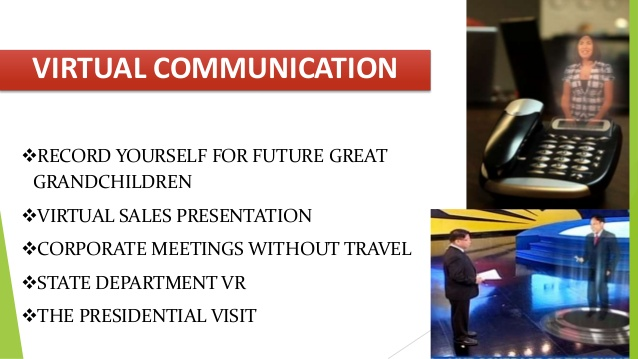 VIRTUAL COMMUNICATION
❖RECORD YOURSELF FOR FUTURE GREAT
GRANDCHILDREN
❖VIRTUAL SALES PRESENTATION
❖CORPORATE MEETINGS WITHOUT TRAVEL
❖STATE DEPARTMENT VR
❖THE PRESIDENTIAL VISIT